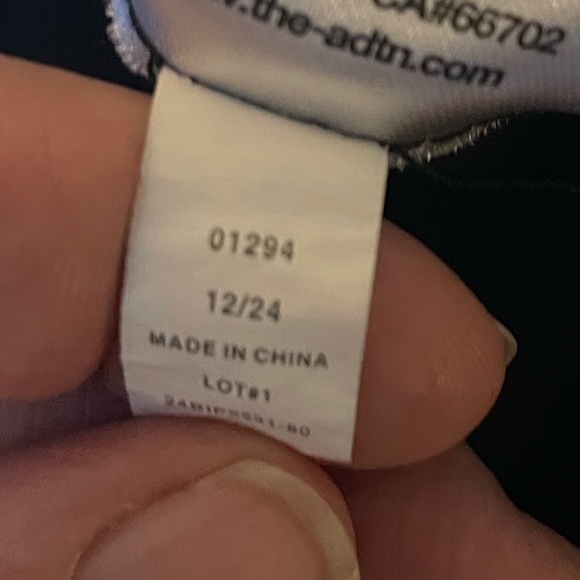 CA#66702
.the-adtn.com
01294
12/24
MADE IN CHINA
LOT#1